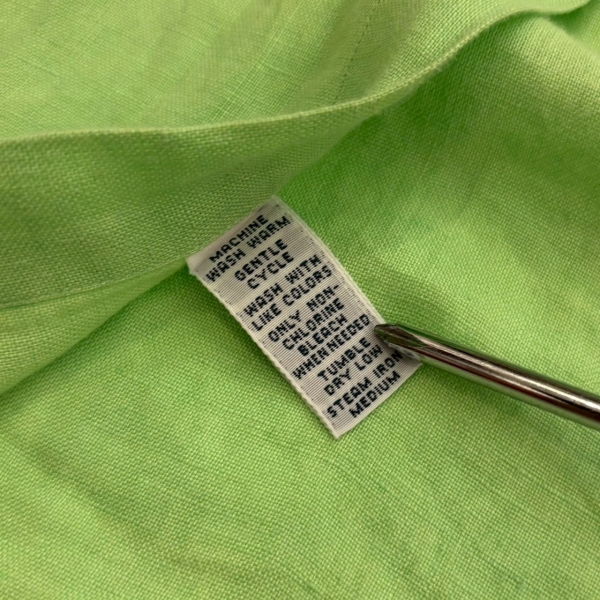 MACHINE
WASH WARM
GENTLE
CYCLE
WASH WITH
LIKE COLORS
ONLY NON-
CHLORINE
BLEACH
WHEN NEEDED
TUMBLE
DRY LOW
STEAM IRON
MEDIUM